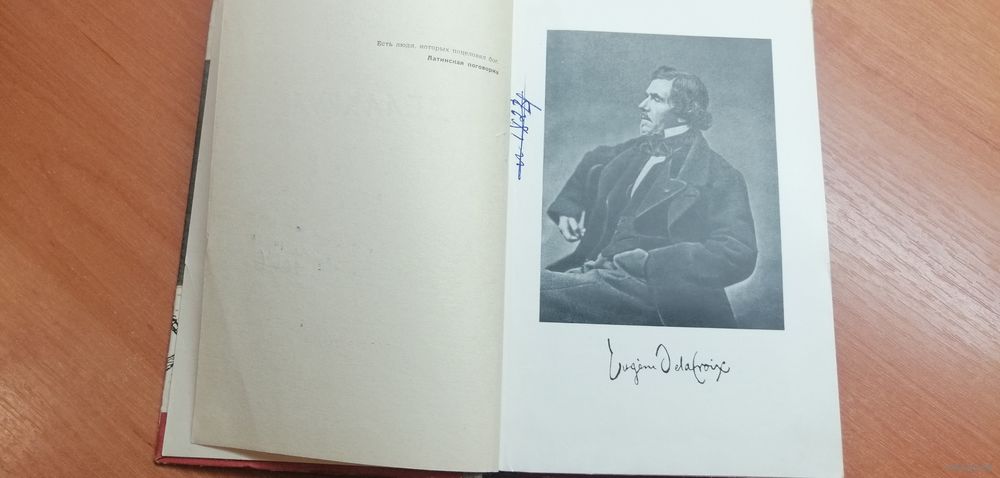 Есть люди, которых поцеловал бог.
Латинская поговорка
Eugène Delacroix